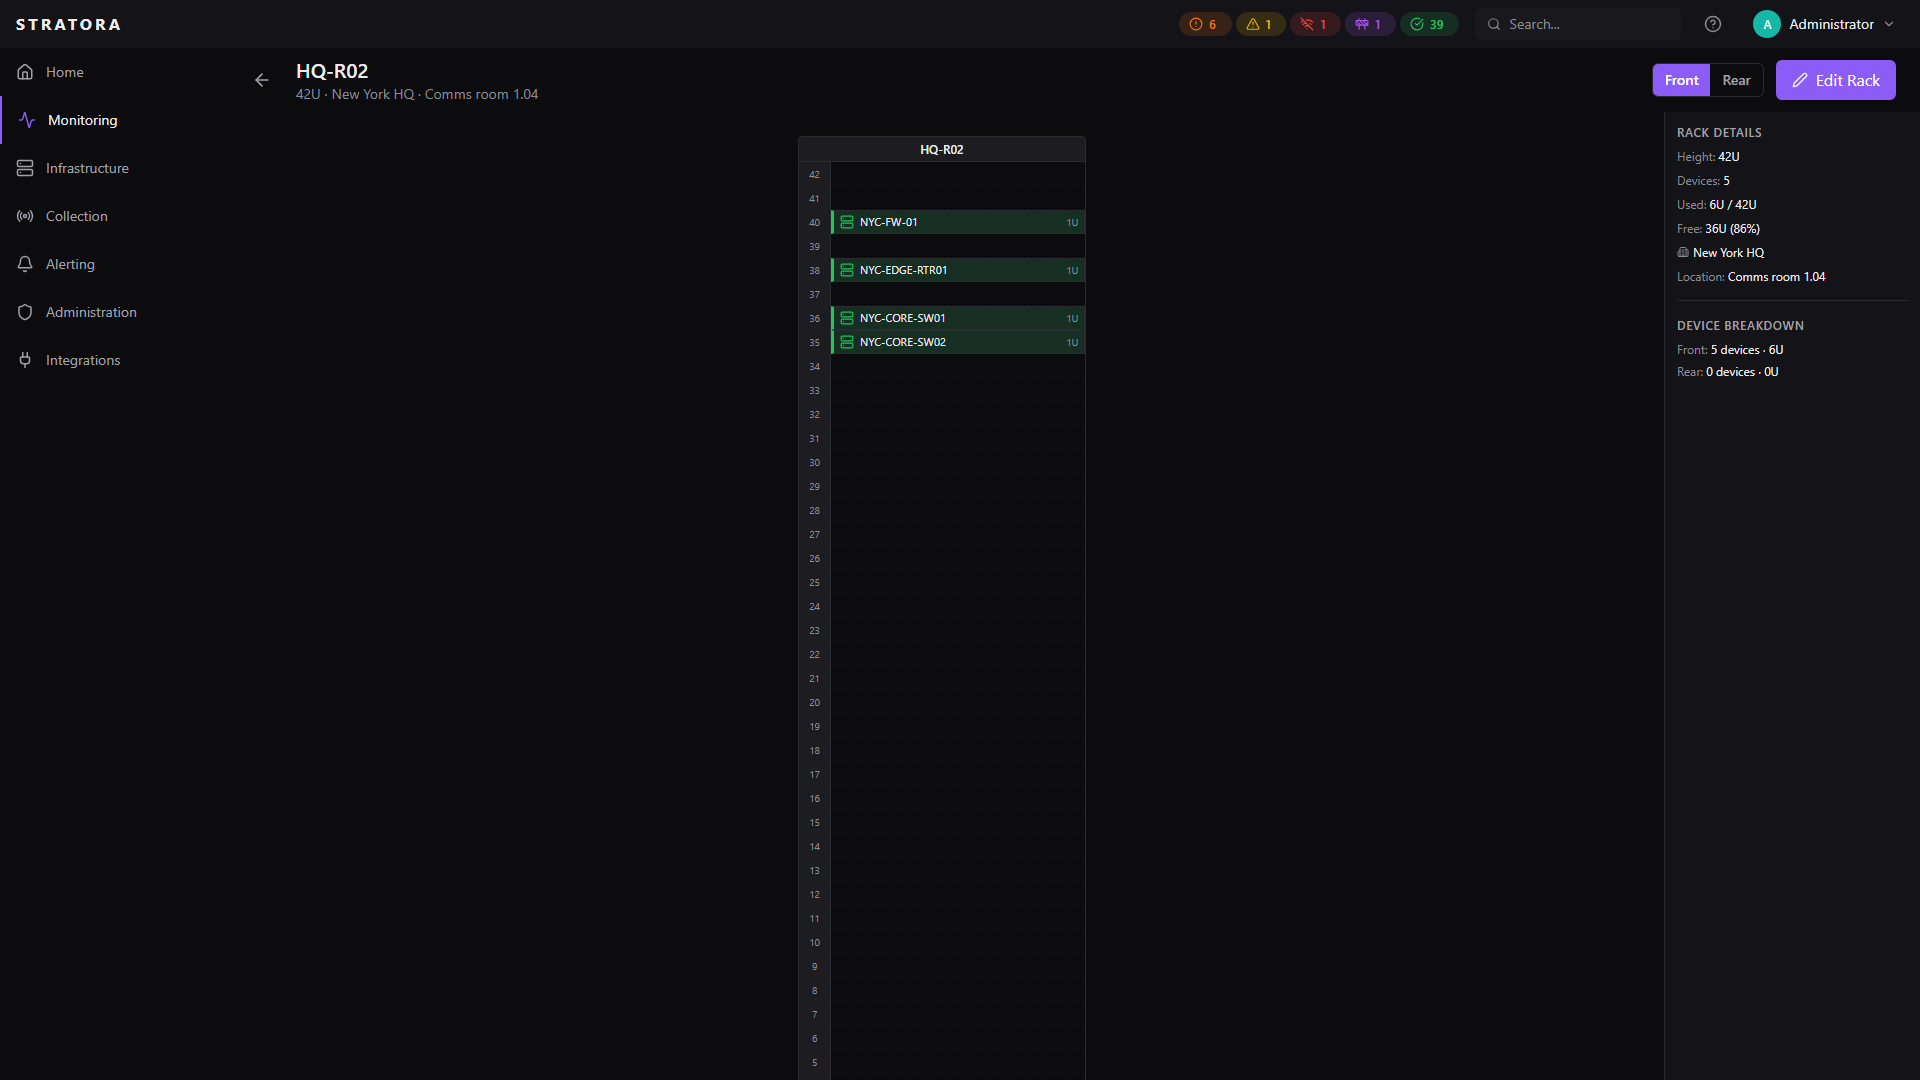 STRATORA
6
1
1
1
39
Search...
A
Administrator
Home
Monitoring
Infrastructure
Collection
Alerting
Administration
Integrations
HQ-R02
42U · New York HQ · Comms room 1.04
Front
Rear
Edit Rack
HQ-R02
42
41
40 NYC-FW-01 1U
39
38 NYC-EDGE-RTR01 1U
37
36 NYC-CORE-SW01 1U
35 NYC-CORE-SW02 1U
34
33
32
31
30
29
28
27
26
25
24
23
22
21
20
19
18
17
16
15
14
13
12
11
10
9
8
7
6
5
RACK DETAILS
Height: 42U
Devices: 5
Used: 6U / 42U
Free: 36U (86%)
New York HQ
Location: Comms room 1.04
DEVICE BREAKDOWN
Front: 5 devices · 6U
Rear: 0 devices · 0U